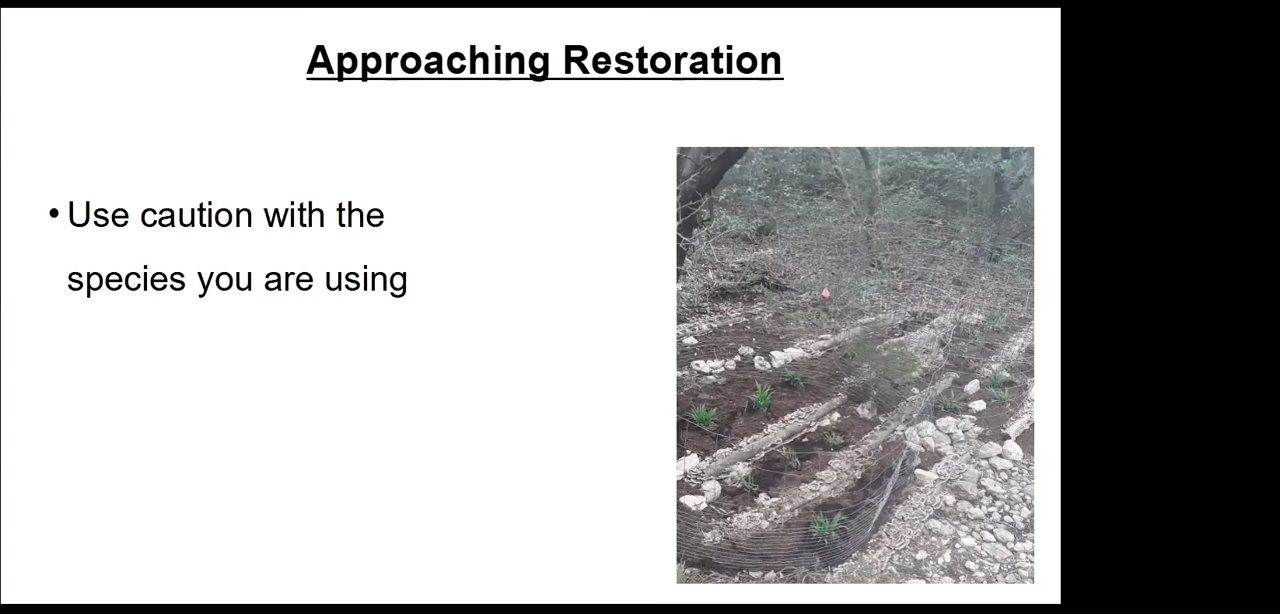 Approaching Restoration
• Use caution with the
species you are using